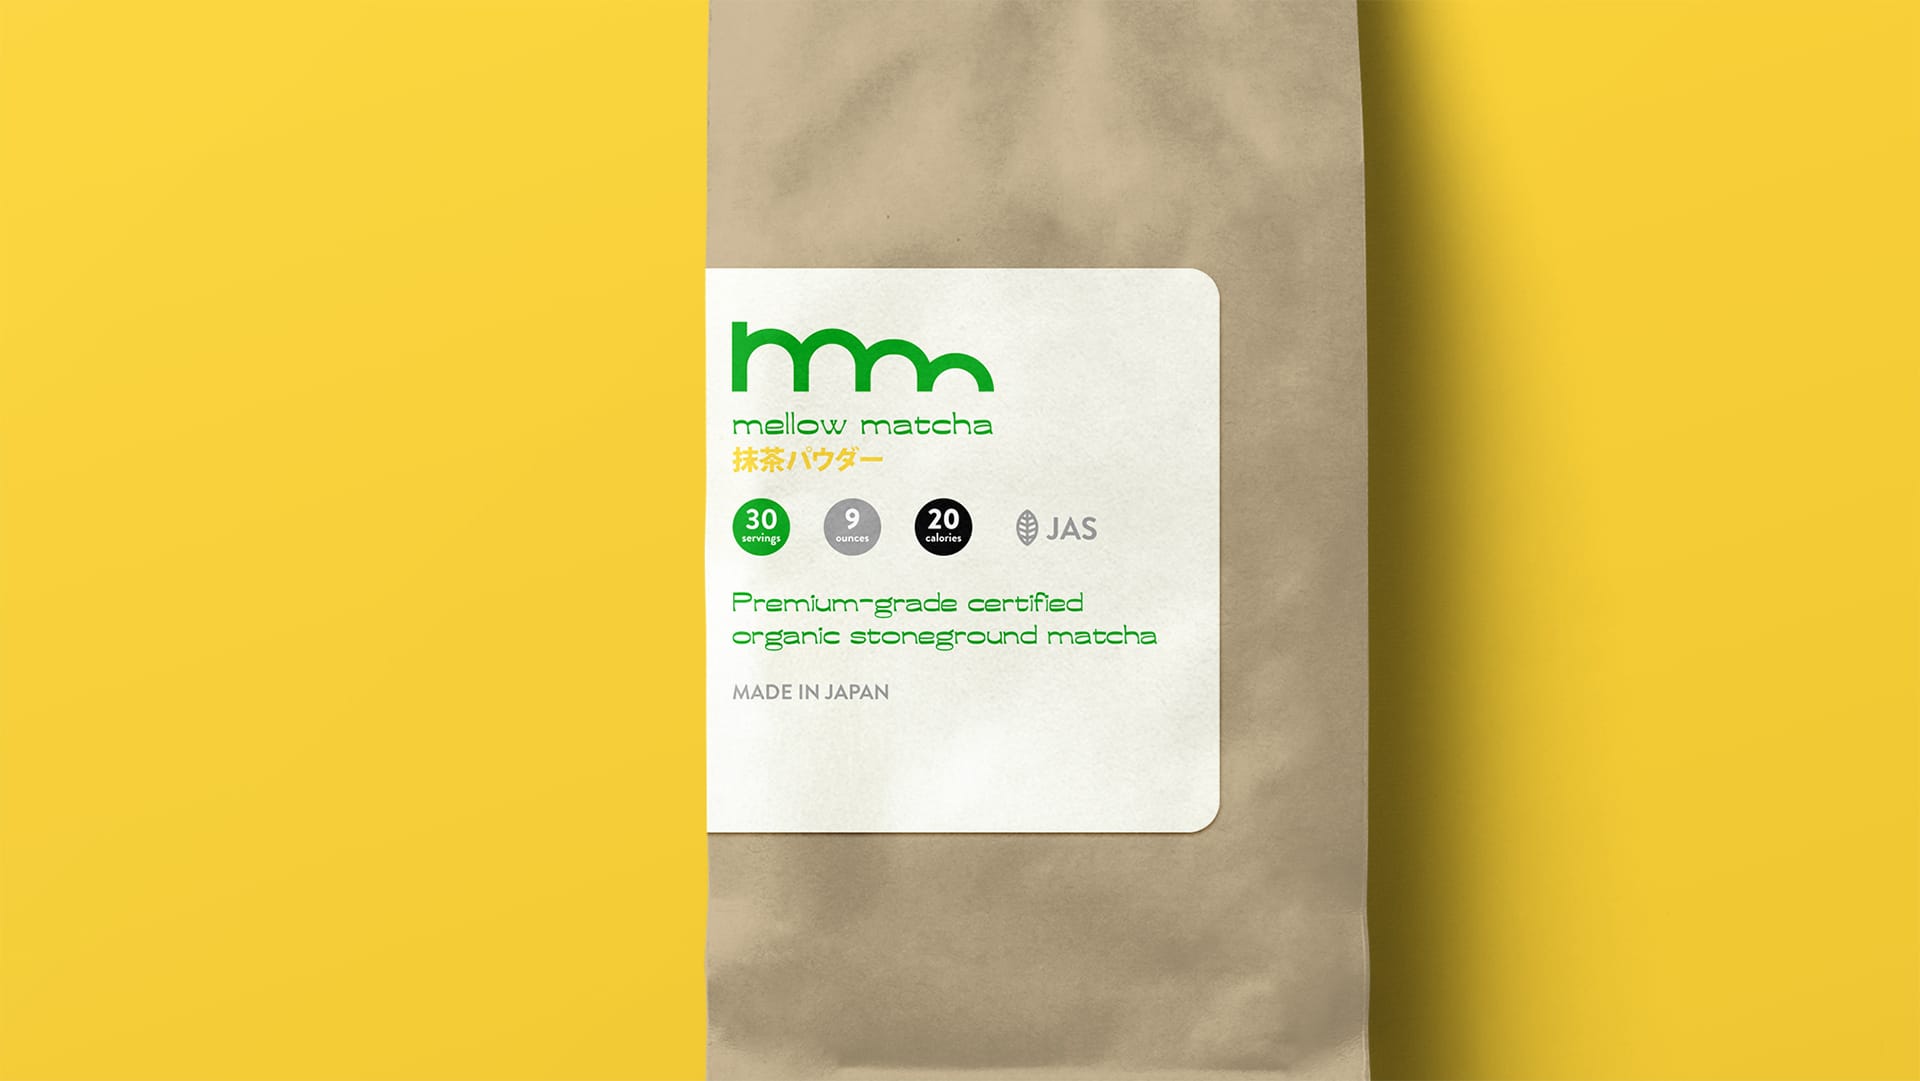 mellow matcha
抹茶パウダー
30
servings
9
ounces
20
calories
JAS
Premium-grade certified
organic stoneground matcha
MADE IN JAPAN